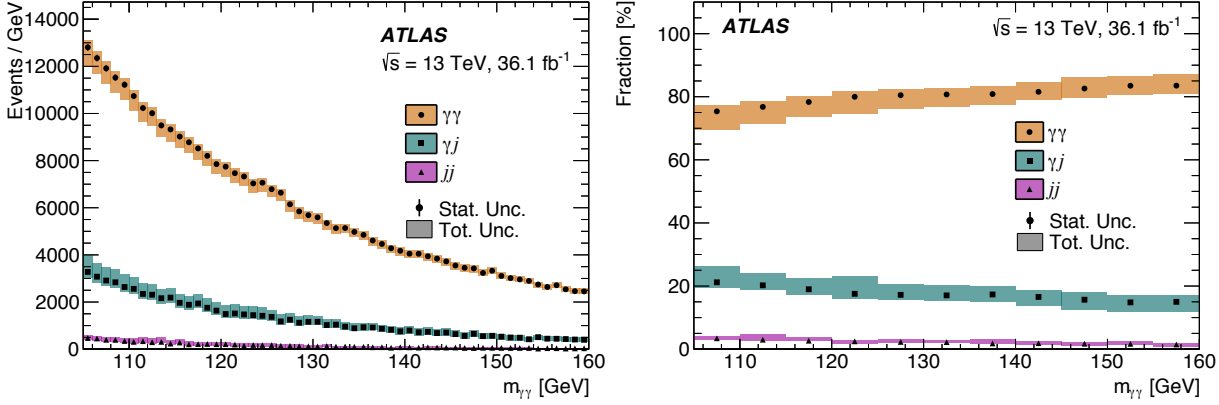 Events / GeV
14000
12000
10000
8000
6000
4000
2000
0
ATLAS
√s = 13 TeV, 36.1 fb⁻¹
γγ
γj
jj
Stat. Unc.
Tot. Unc.
110 120 130 140 150 160
mγγ [GeV]
Fraction [%]
100
80
60
40
20
0
ATLAS
√s = 13 TeV, 36.1 fb⁻¹
γγ
γj
jj
Stat. Unc.
Tot. Unc.
110 120 130 140 150 160
mγγ [GeV]